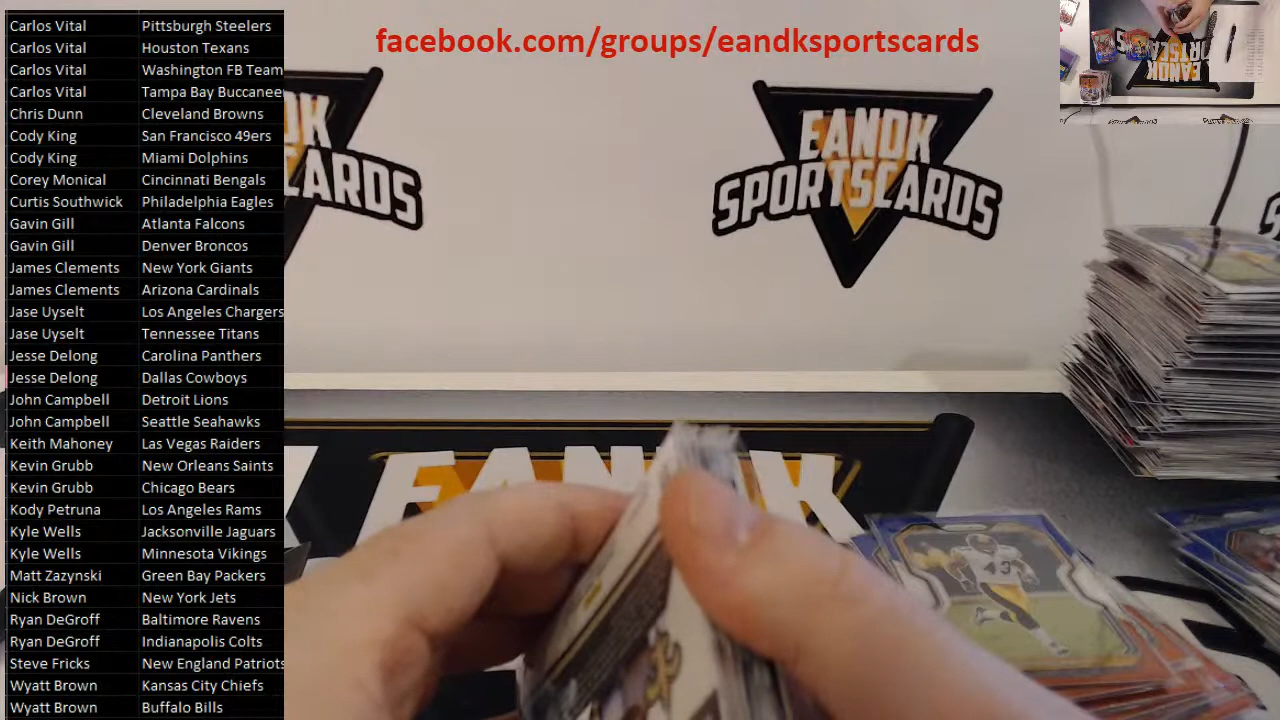 facebook.com/groups/eandksportscards
Carlos Vital Pittsburgh Steelers
Carlos Vital Houston Texans
Carlos Vital Washington FB Team
Carlos Vital Tampa Bay Buccanee
Chris Dunn Cleveland Browns
Cody King San Francisco 49ers
Cody King Miami Dolphins
Corey Monical Cincinnati Bengals
Curtis Southwick Philadelphia Eagles
Gavin Gill Atlanta Falcons
Gavin Gill Denver Broncos
James Clements New York Giants
James Clements Arizona Cardinals
Jase Uyselt Los Angeles Chargers
Jase Uyselt Tennessee Titans
Jesse Delong Carolina Panthers
Jesse Delong Dallas Cowboys
John Campbell Detroit Lions
John Campbell Seattle Seahawks
Keith Mahoney Las Vegas Raiders
Kevin Grubb New Orleans Saints
Kevin Grubb Chicago Bears
Kody Petruna Los Angeles Rams
Kyle Wells Jacksonville Jaguars
Kyle Wells Minnesota Vikings
Matt Zazynski Green Bay Packers
Nick Brown New York Jets
Ryan DeGroff Baltimore Ravens
Ryan DeGroff Indianapolis Colts
Steve Fricks New England Patriots
Wyatt Brown Kansas City Chiefs
Wyatt Brown Buffalo Bills
DK
CARDS
EANDK
SPORTSCARDS
EANDK
43